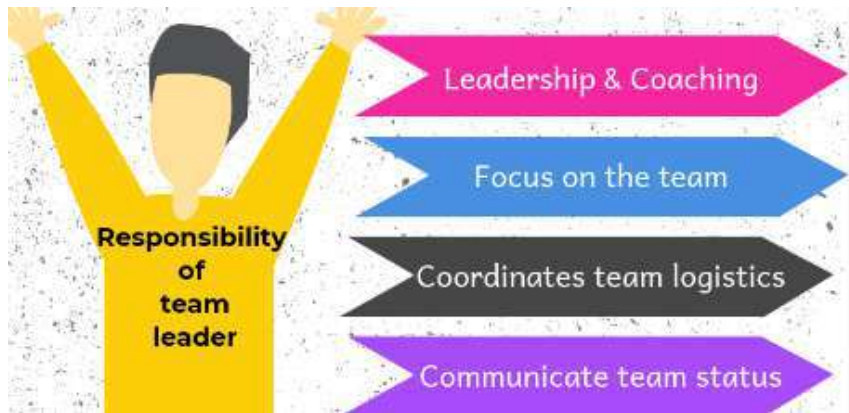 Responsibility
of
team
leader
Leadership & Coaching
Focus on the team
Coordinates team logistics
Communicate team status